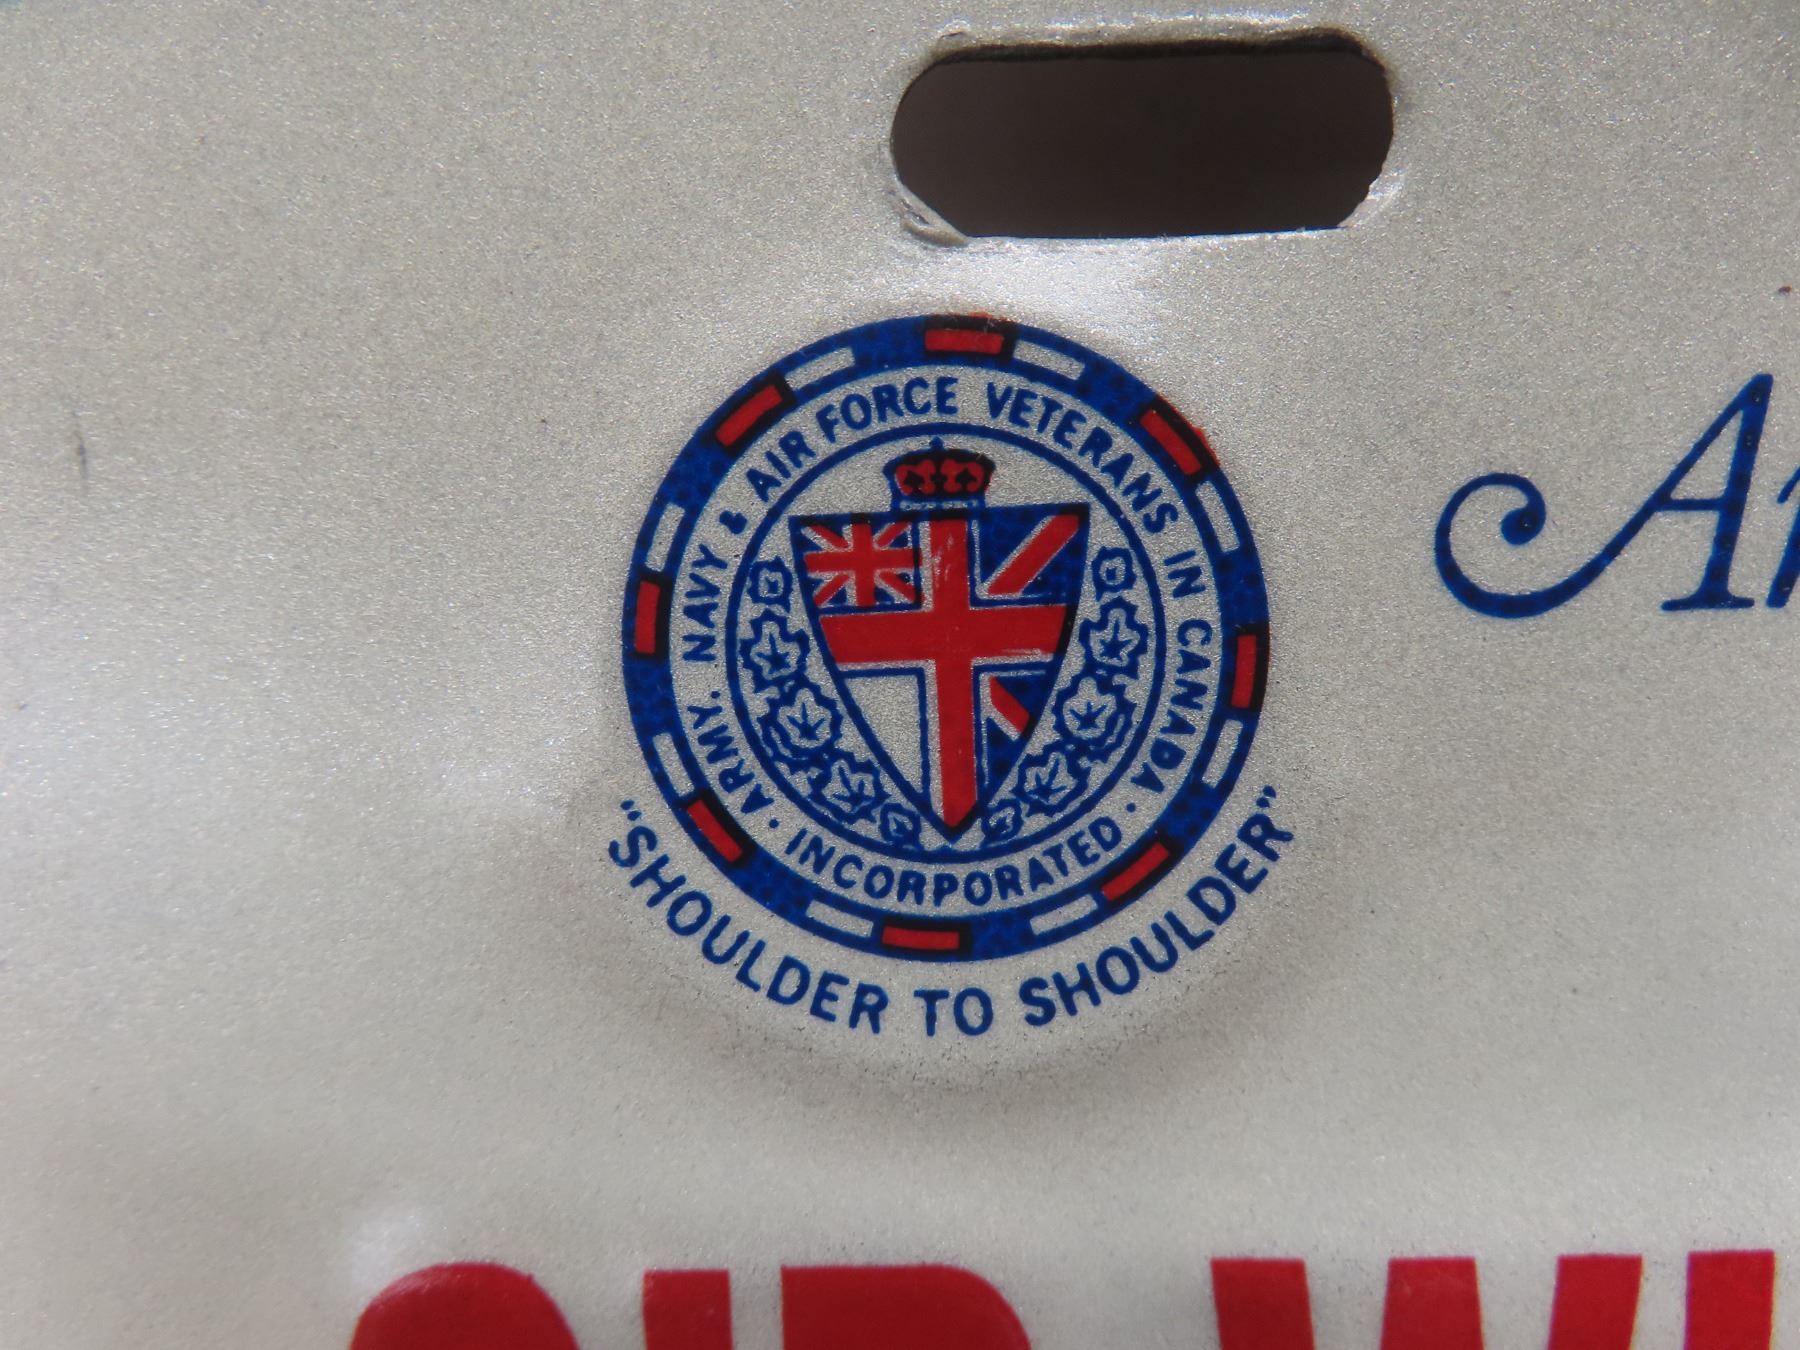 ARMY. NAVY & AIR FORCE VETERANS IN CANADA
· INCORPORATED ·
"SHOULDER TO SHOULDER"